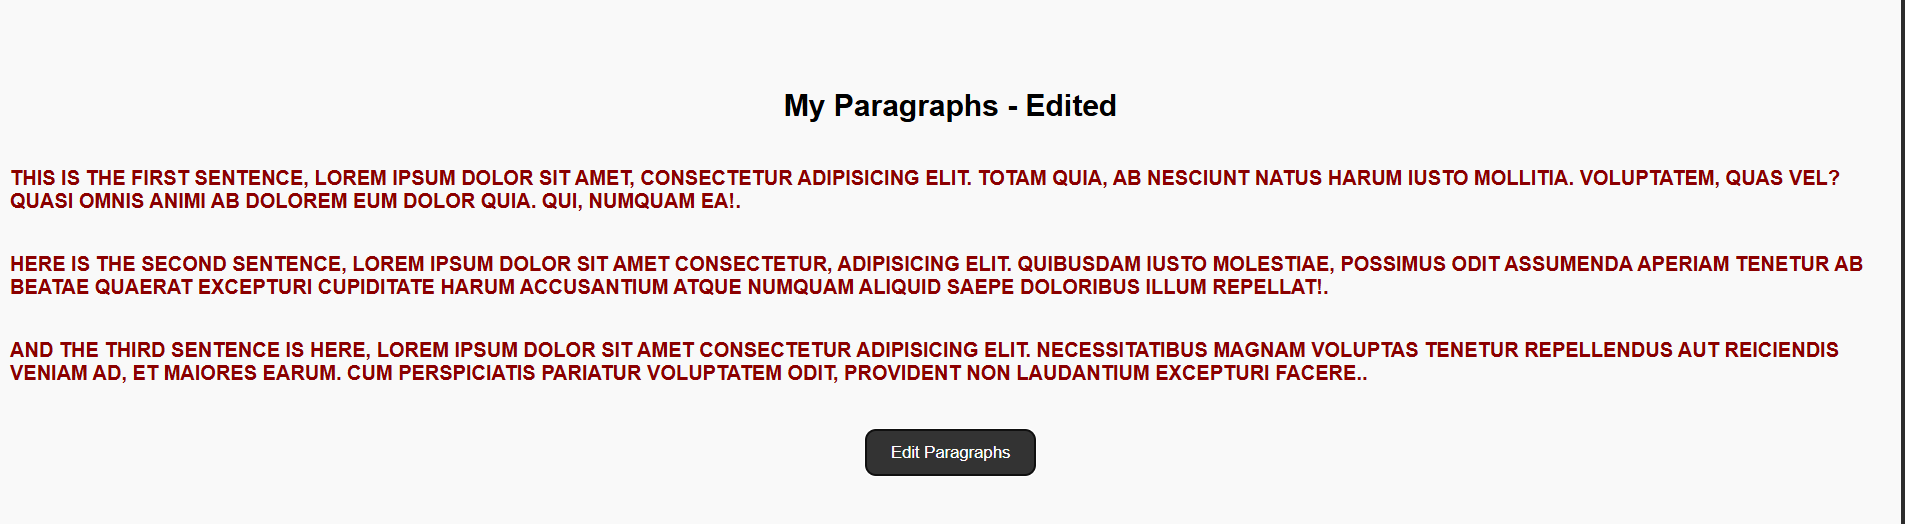 My Paragraphs - Edited
THIS IS THE FIRST SENTENCE, LOREM IPSUM DOLOR SIT AMET, CONSECTETUR ADIPISICING ELIT. TOTAM QUIA, AB NESCIUNT NATUS HARUM IUSTO MOLLITIA. VOLUPTATEM, QUAS VEL?
QUASI OMNIS ANIMI AB DOLOREM EUM DOLOR QUIA. QUI, NUMQUAM EA!.
HERE IS THE SECOND SENTENCE, LOREM IPSUM DOLOR SIT AMET CONSECTETUR, ADIPISICING ELIT. QUIBUSDAM IUSTO MOLESTIAE, POSSIMUS ODIT ASSUMENDA APERIAM TENETUR AB
BEATAE QUAERAT EXCEPTURI CUPIDITATE HARUM ACCUSANTIUM ATQUE NUMQUAM ALIQUID SAEPE DOLORIBUS ILLUM REPELLAT!.
AND THE THIRD SENTENCE IS HERE, LOREM IPSUM DOLOR SIT AMET CONSECTETUR ADIPISICING ELIT. NECESSITATIBUS MAGNAM VOLUPTAS TENETUR REPELLENDUS AUT REICIENDIS
VENIAM AD, ET MAIORES EARUM. CUM PERSPICIATIS PARIATUR VOLUPTATEM ODIT, PROVIDENT NON LAUDANTIUM EXCEPTURI FACERE..
Edit Paragraphs